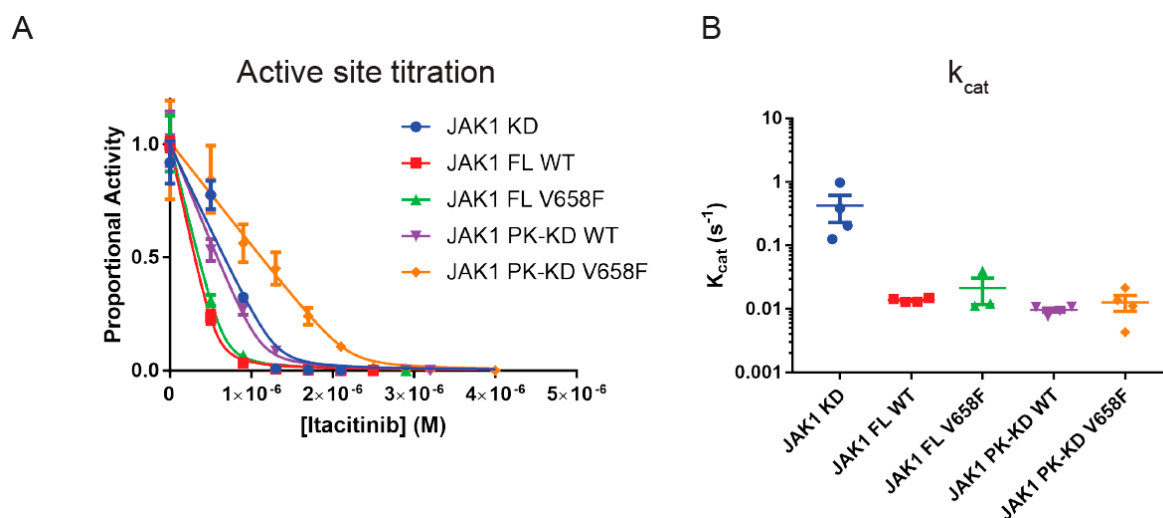 A
Active site titration
Proportional Activity
1.0
0.5
0.0
0
1×10⁻⁶
2×10⁻⁶
3×10⁻⁶
4×10⁻⁶
5×10⁻⁶
[Itacitinib] (M)
JAK1 KD
JAK1 FL WT
JAK1 FL V658F
JAK1 PK-KD WT
JAK1 PK-KD V658F
B
k_cat
K_cat (s⁻¹)
10
1
0.1
0.01
0.001
JAK1 KD
JAK1 FL WT
JAK1 FL V658F
JAK1 PK-KD WT
JAK1 PK-KD V658F